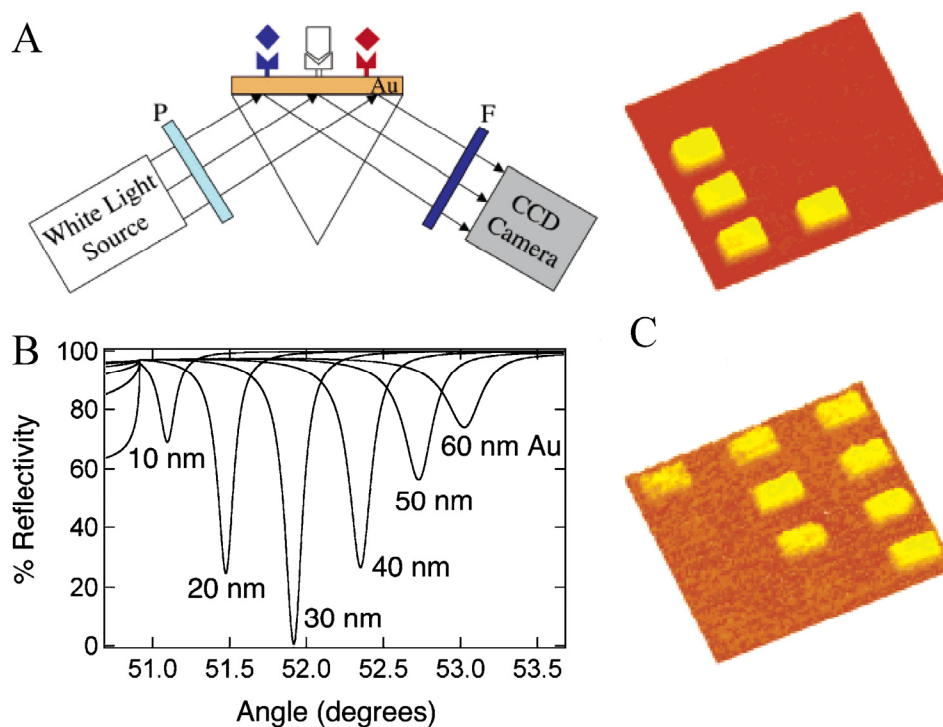 A
Au
P
F
White Light
Source
CCD
Camera
B
% Reflectivity
100
80
60
40
20
0
10 nm
20 nm
30 nm
40 nm
50 nm
60 nm Au
51.0
51.5
52.0
52.5
53.0
53.5
Angle (degrees)
C